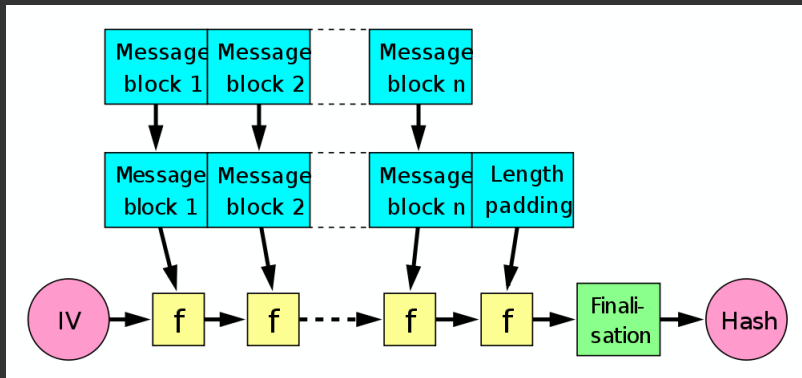 Message Message Message
block 1 block 2 block n
Message Message Message Length
block 1 block 2 block n padding
IV f f f f Finali-
sation Hash